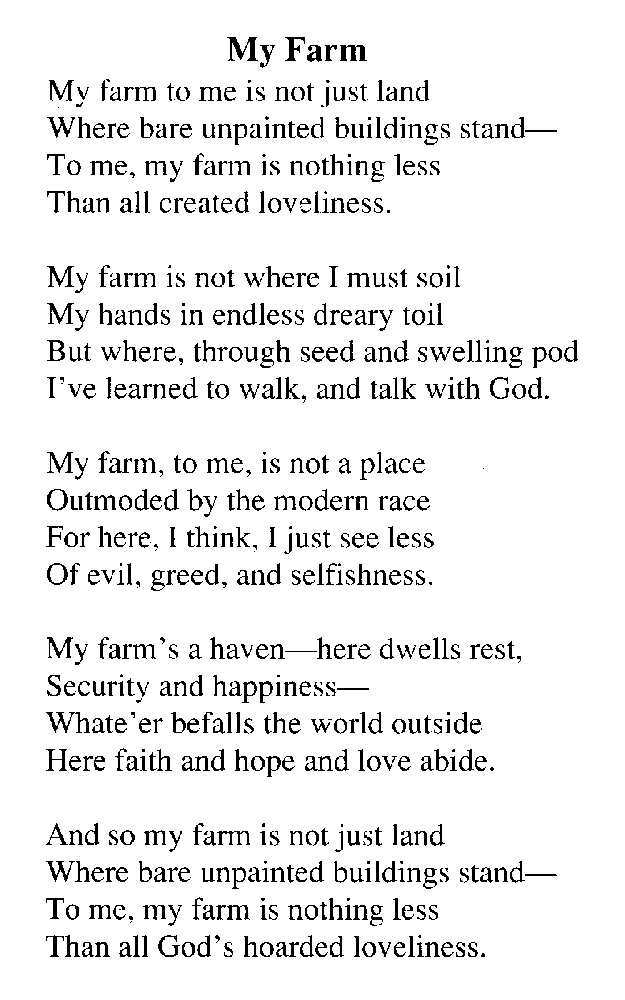 My Farm
My farm to me is not just land
Where bare unpainted buildings stand—
To me, my farm is nothing less
Than all created loveliness.
My farm is not where I must soil
My hands in endless dreary toil
But where, through seed and swelling pod
I've learned to walk, and talk with God.
My farm, to me, is not a place
Outmoded by the modern race
For here, I think, I just see less
Of evil, greed, and selfishness.
My farm's a haven—here dwells rest,
Security and happiness—
Whate'er befalls the world outside
Here faith and hope and love abide.
And so my farm is not just land
Where bare unpainted buildings stand—
To me, my farm is nothing less
Than all God's hoarded loveliness.